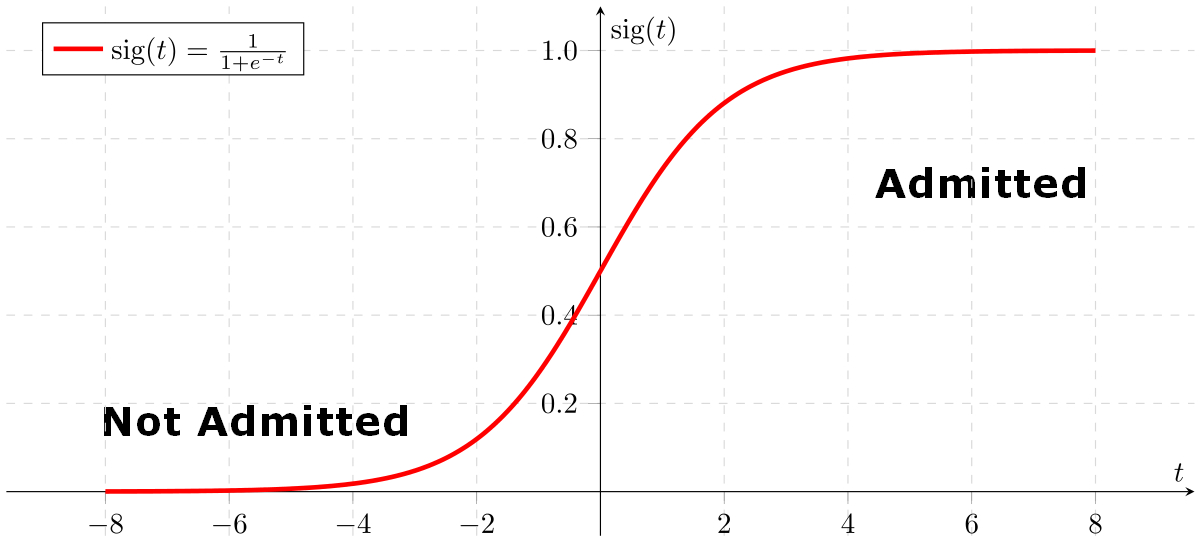 sig(t) = 1/(1+e^{-t})
sig(t)
1.0
0.8
Admitted
0.6
0.4
0.2
Not Admitted
t
−8 −6 −4 −2 2 4 6 8